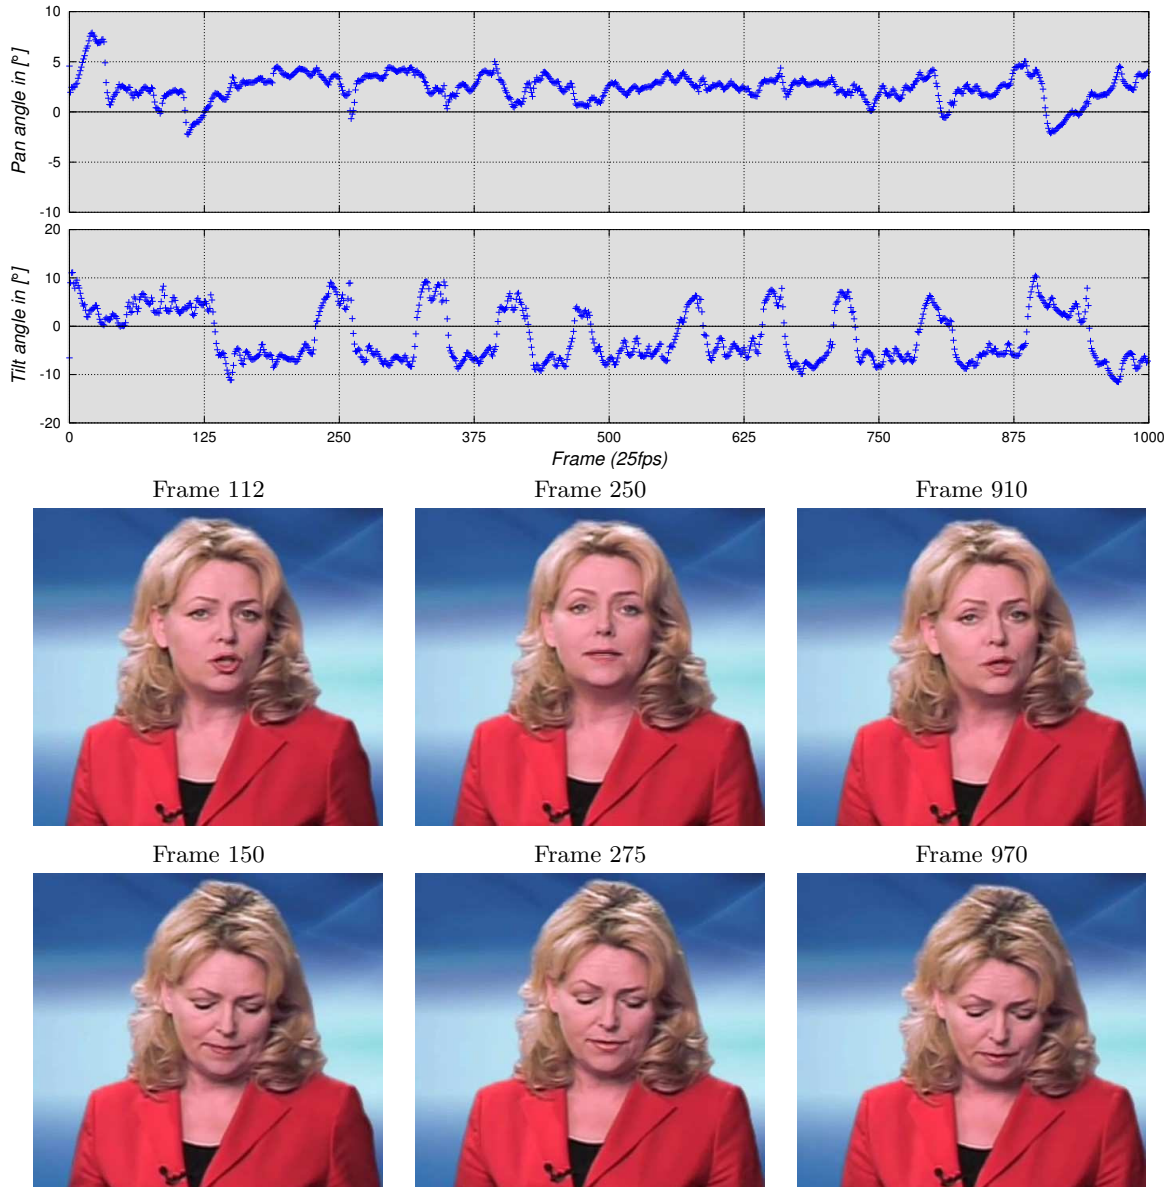 10
5
0
-5
-10
Pan angle in [°]
20
10
0
-10
-20
Tilt angle in [°]
0 125 250 375 500 625 750 875 1000
Frame (25fps)
Frame 112 Frame 250 Frame 910
Frame 150 Frame 275 Frame 970